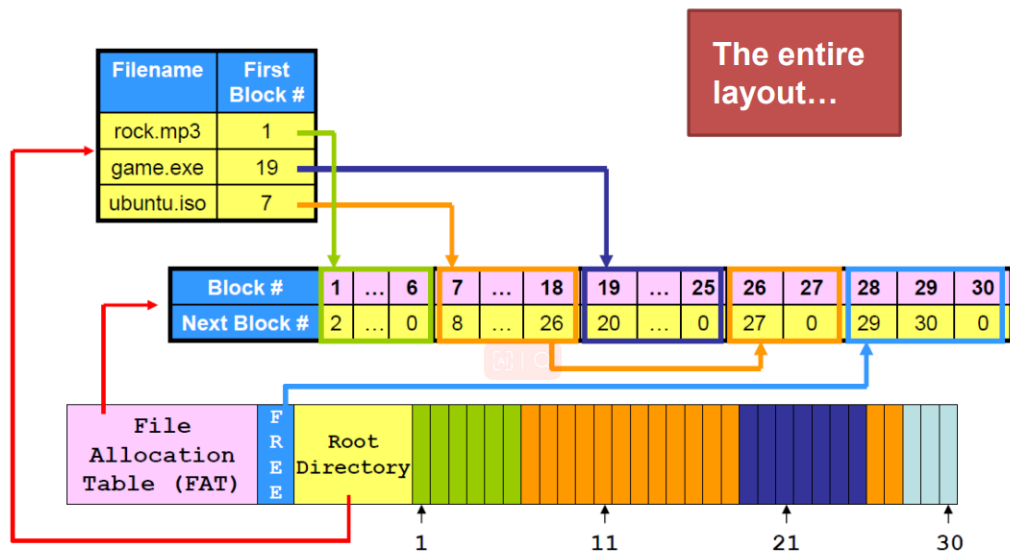 The entire
layout…
Filename First
Block #
rock.mp3 1
game.exe 19
ubuntu.iso 7
Block # 1 … 6 7 … 18 19 … 25 26 27 28 29 30
Next Block # 2 … 0 8 … 26 20 … 0 27 0 29 30 0
File
Allocation
Table (FAT)
F
R
E
E
Root
Directory
1 11 21 30